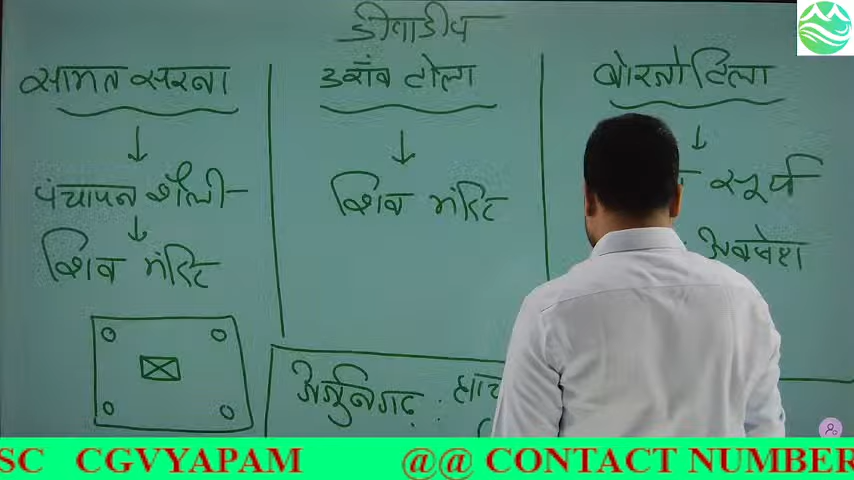 डीपाडीह
सामत सरना
↓
पंचायतन शैली
↓
शिव मंदिर
उरांव टोला
↓
शिव मंदिर
बोरजो टिला
↓
सूर्य
अवशेष
अर्जुनगढ़ :
SC CGVYAPAM @@ CONTACT NUMBER